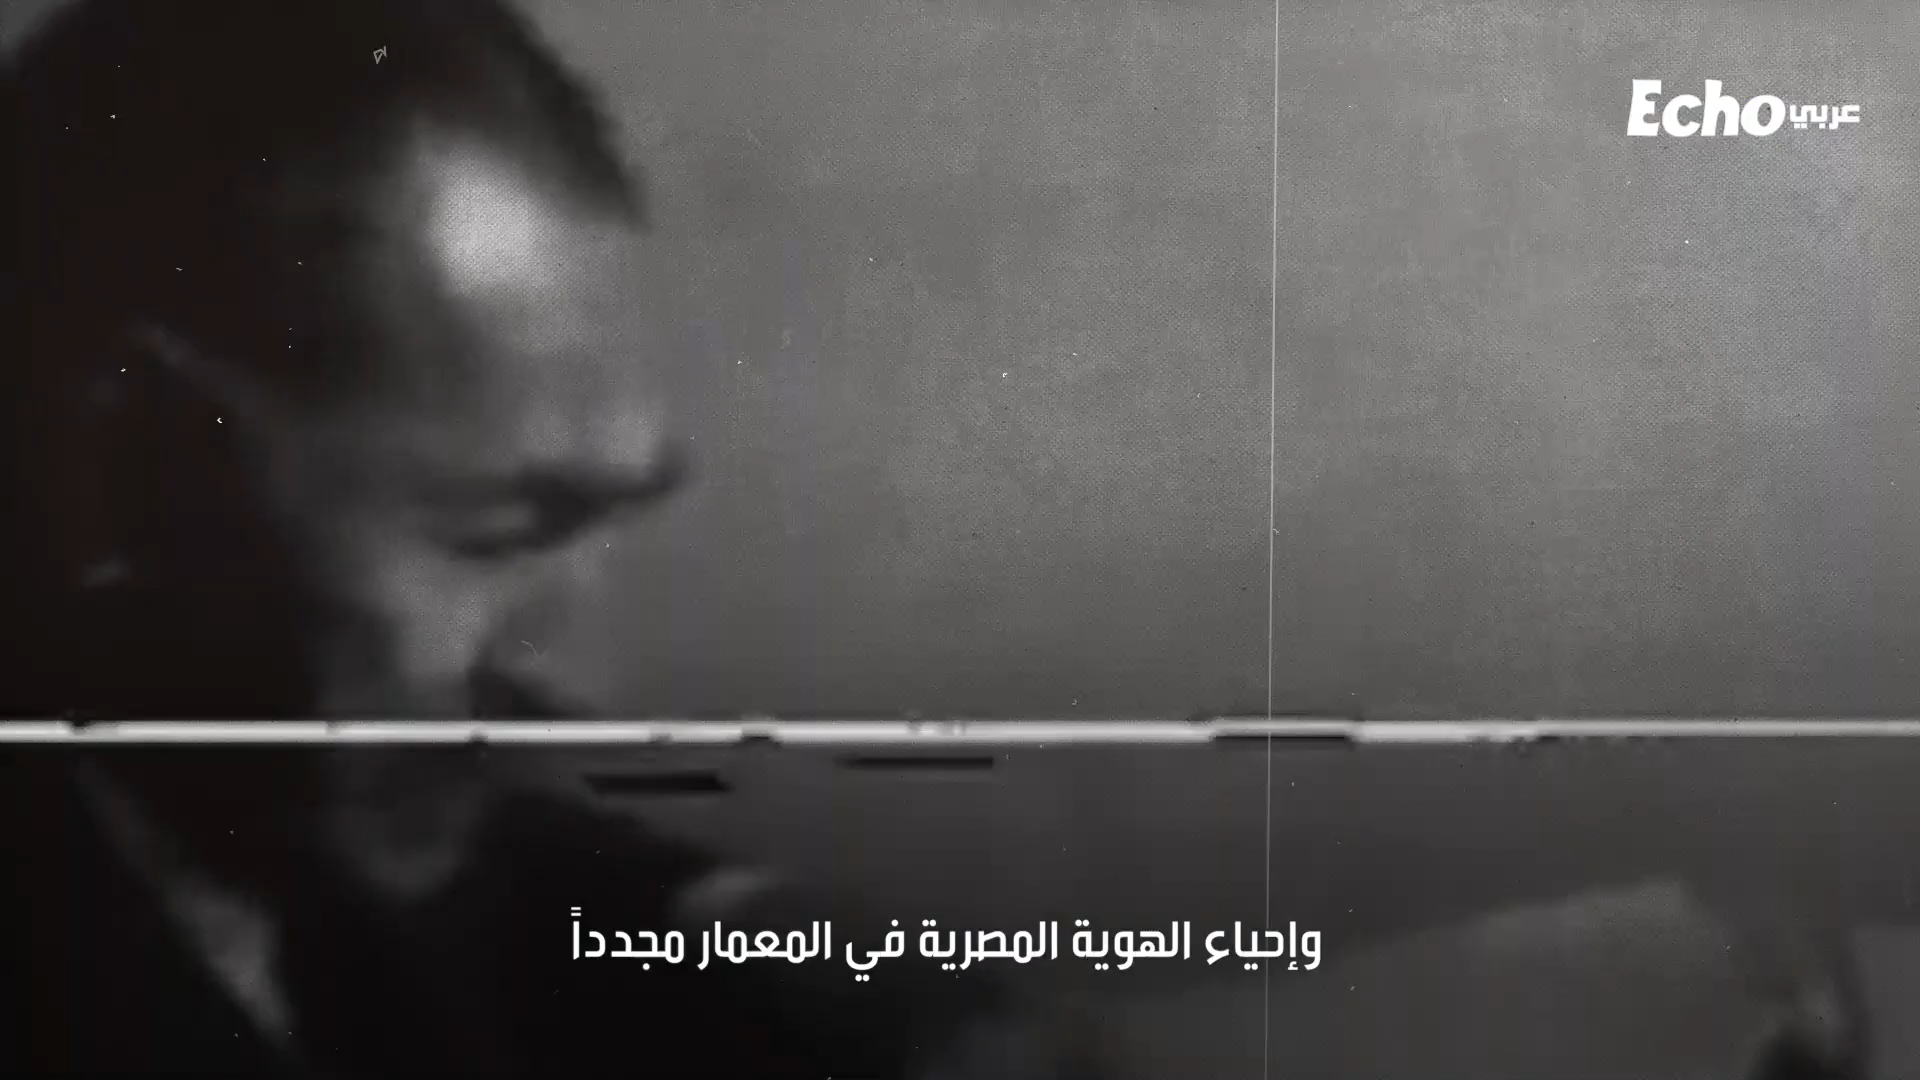 Echo عربي
وإحياء الهوية المصرية في المعمار مجدداً